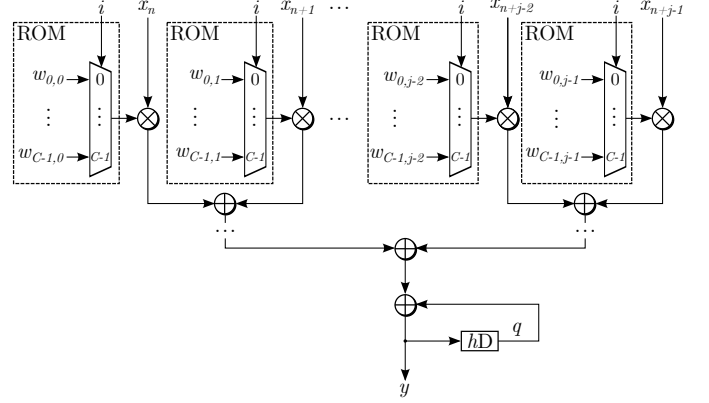 i x_n i x_{n+1} ... i x_{n+j-2} i x_{n+j-1}
ROM ROM ROM ROM
w_{0,0} 0 w_{0,1} 0 w_{0,j-2} 0 w_{0,j-1} 0
⋮ ⋮ ⋮ ⋮ ... ⋮ ⋮ ⋮ ⋮
w_{C-1,0} C-1 w_{C-1,1} C-1 w_{C-1,j-2} C-1 w_{C-1,j-1} C-1
... ...
q
hD
y